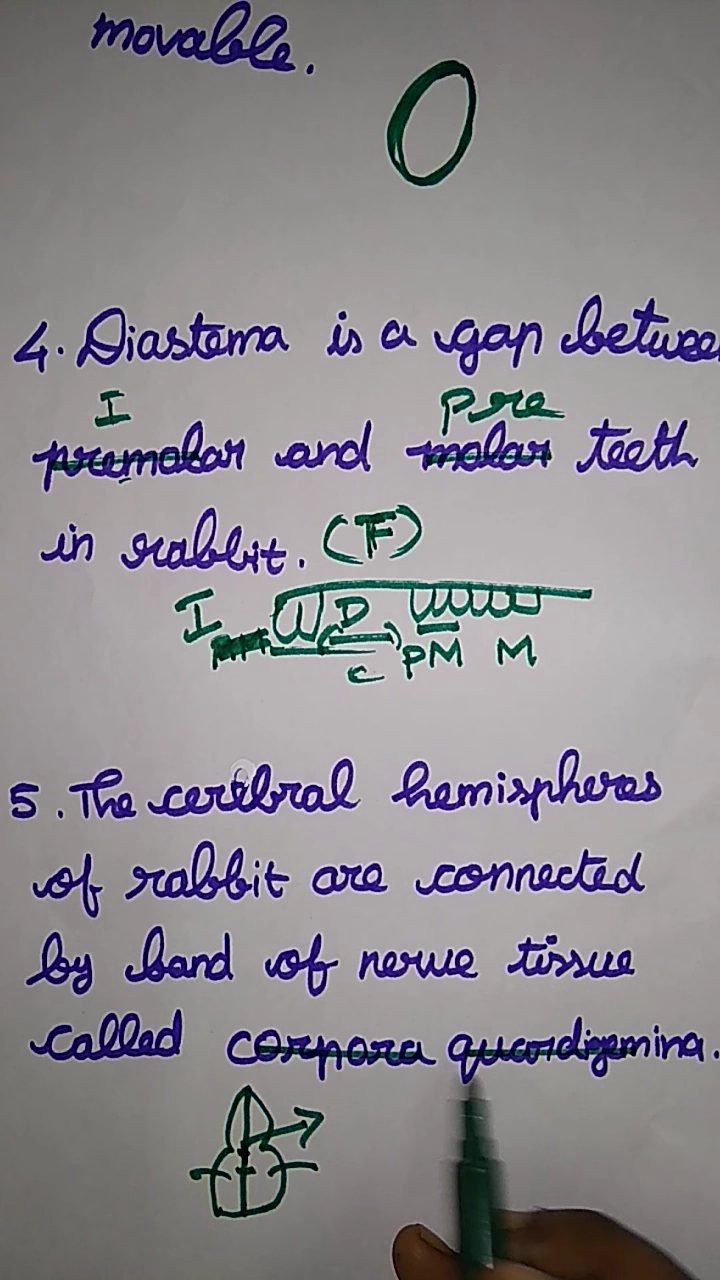 movable.
4. Diastema is a gap between
I pre
premolar and molar teeth
in rabbit. (F)
I D
C PM M
5. The cerebral hemispheres
of rabbit are connected
by band of nerve tissue
called corpora quardigemina.